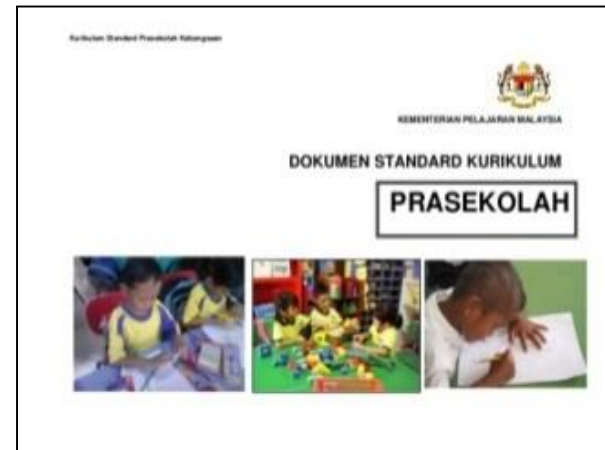 Kurikulum Standard Prasekolah Kebangsaan
KEMENTERIAN PELAJARAN MALAYSIA
DOKUMEN STANDARD KURIKULUM
PRASEKOLAH